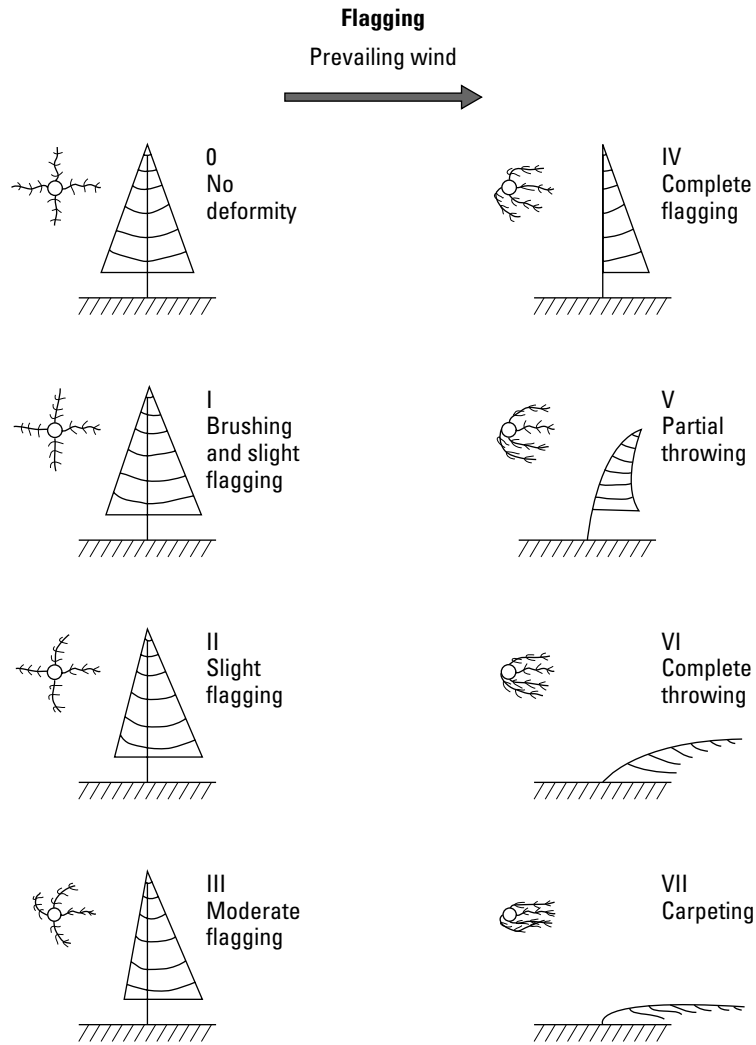 Flagging
Prevailing wind
0
No
deformity
I
Brushing
and slight
flagging
II
Slight
flagging
III
Moderate
flagging
IV
Complete
flagging
V
Partial
throwing
VI
Complete
throwing
VII
Carpeting